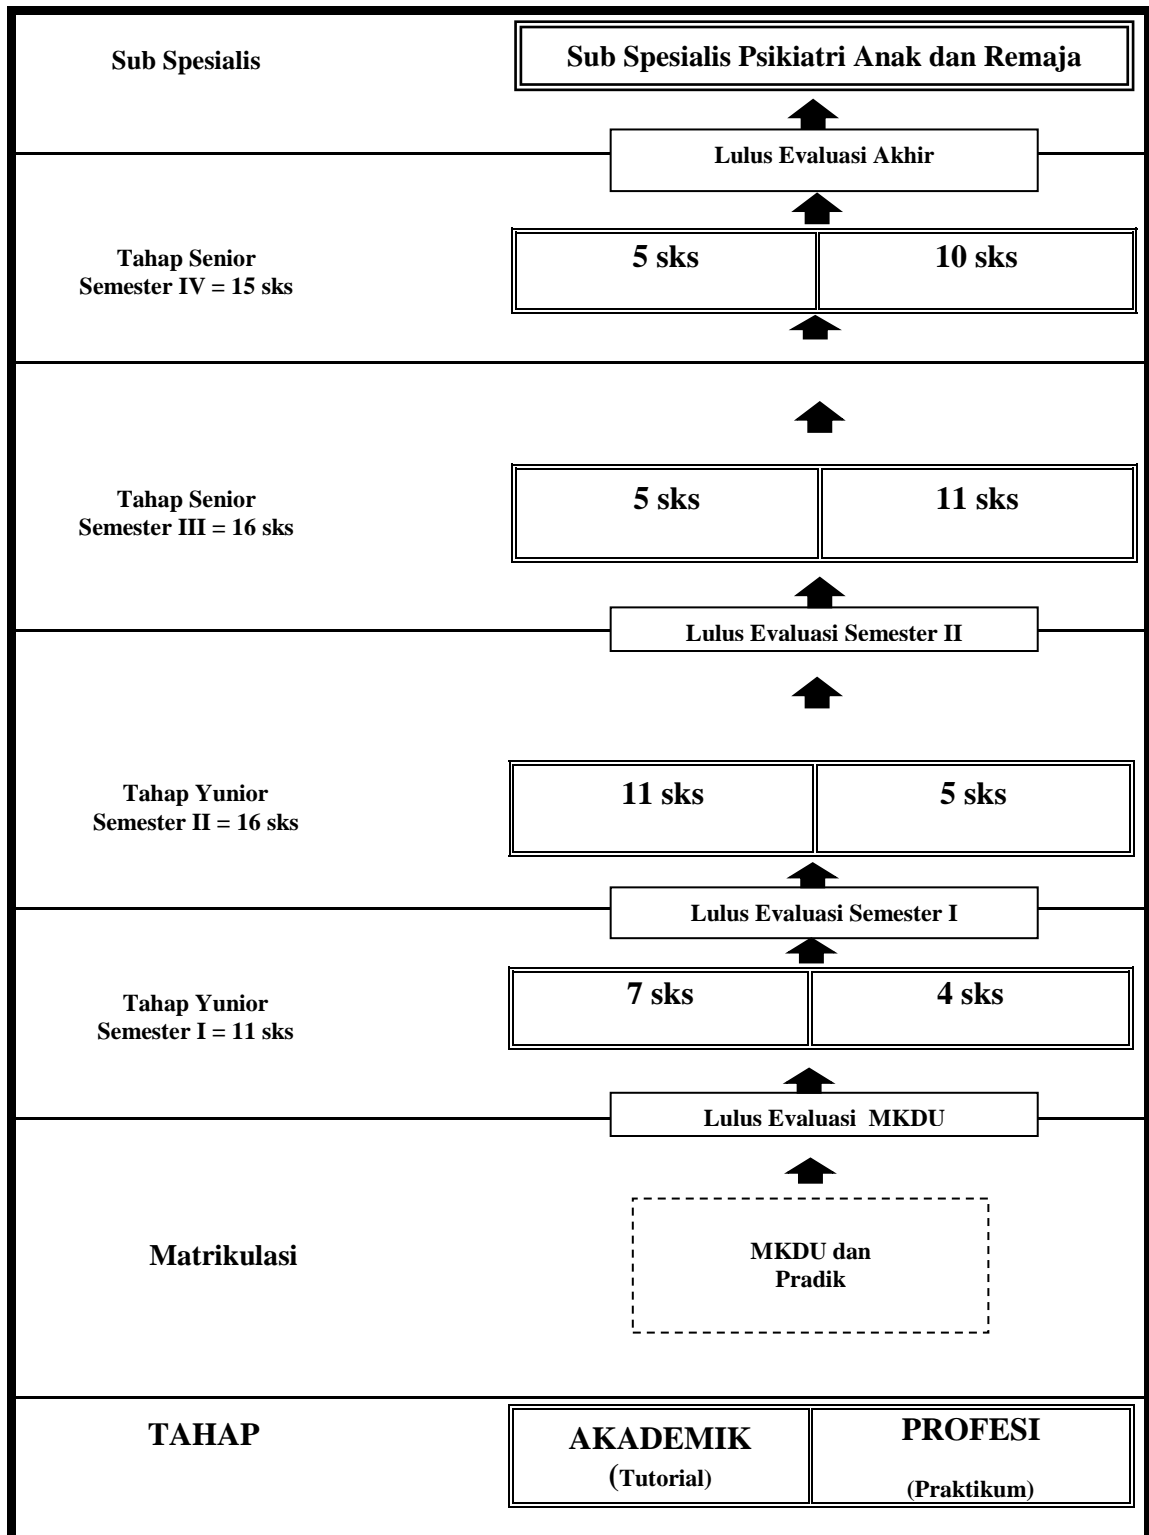 Sub Spesialis
Sub Spesialis Psikiatri Anak dan Remaja
Lulus Evaluasi Akhir
Tahap Senior
Semester IV = 15 sks
5 sks
10 sks
Tahap Senior
Semester III = 16 sks
5 sks
11 sks
Lulus Evaluasi Semester II
Tahap Yunior
Semester II = 16 sks
11 sks
5 sks
Lulus Evaluasi Semester I
Tahap Yunior
Semester I = 11 sks
7 sks
4 sks
Lulus Evaluasi MKDU
Matrikulasi
MKDU dan
Pradik
TAHAP
AKADEMIK
(Tutorial)
PROFESI
(Praktikum)